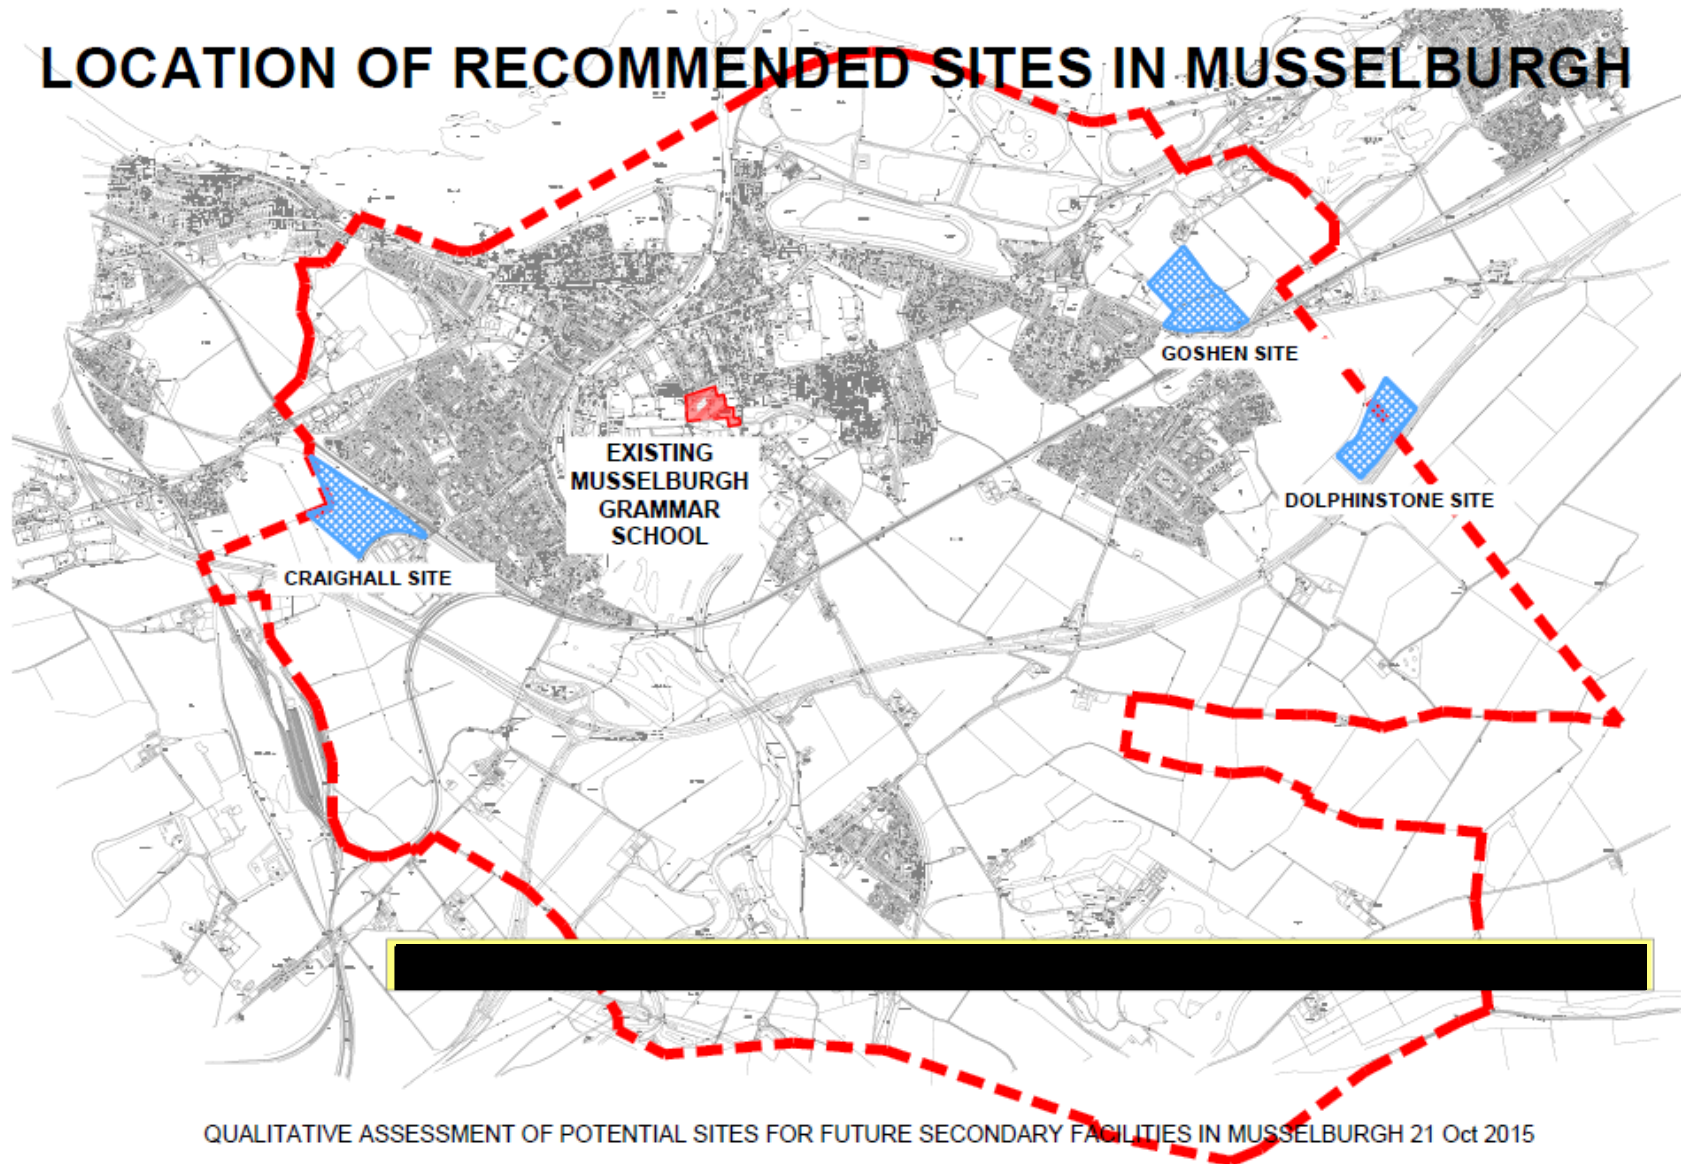 LOCATION OF RECOMMENDED SITES IN MUSSELBURGH
GOSHEN SITE
EXISTING
MUSSELBURGH
GRAMMAR
SCHOOL
DOLPHINSTONE SITE
CRAIGHALL SITE
QUALITATIVE ASSESSMENT OF POTENTIAL SITES FOR FUTURE SECONDARY FACILITIES IN MUSSELBURGH 21 Oct 2015